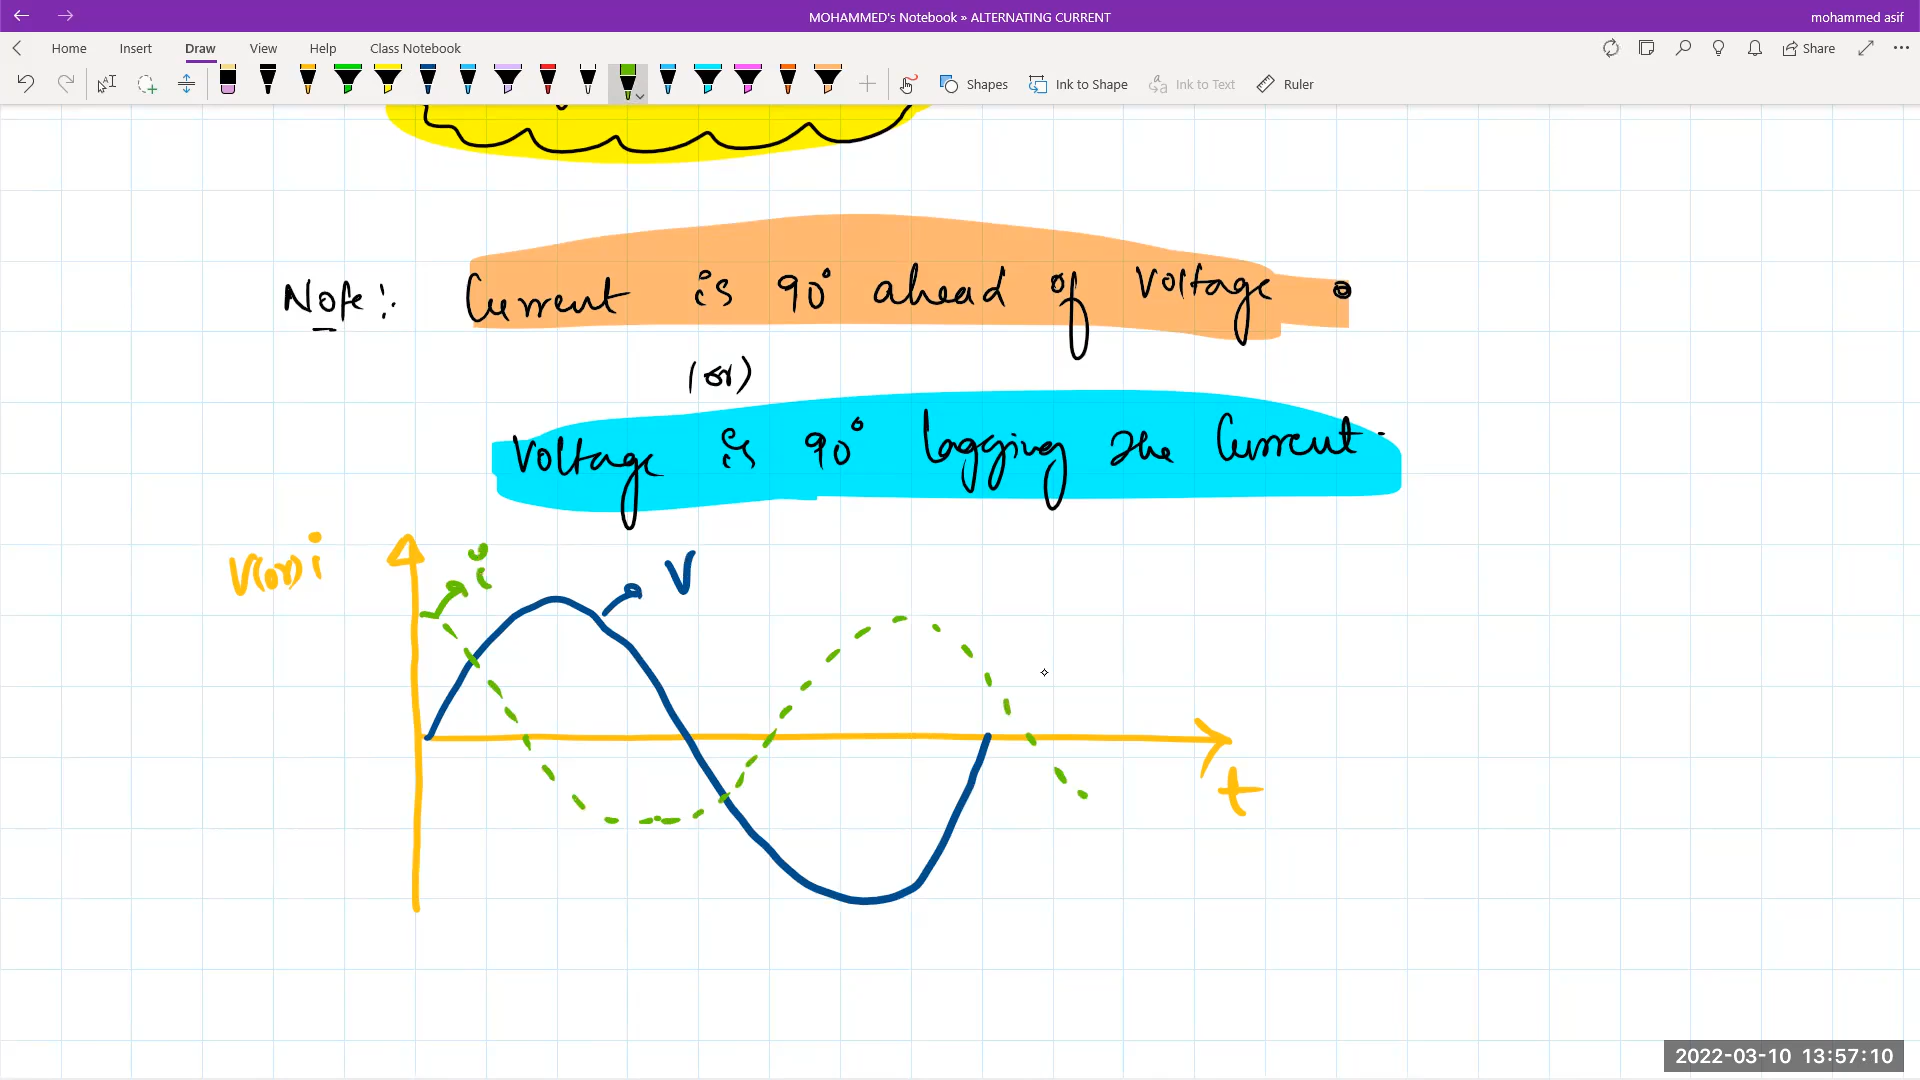 MOHAMMED's Notebook » ALTERNATING CURRENT
mohammed asif
Home Insert Draw View Help Class Notebook
Share
Shapes Ink to Shape Ink to Text Ruler
Note:- Current is 90° ahead of Voltage.
(or)
Voltage is 90° lagging the Current.
V(or) i
i
V
t
2022-03-10 13:57:10